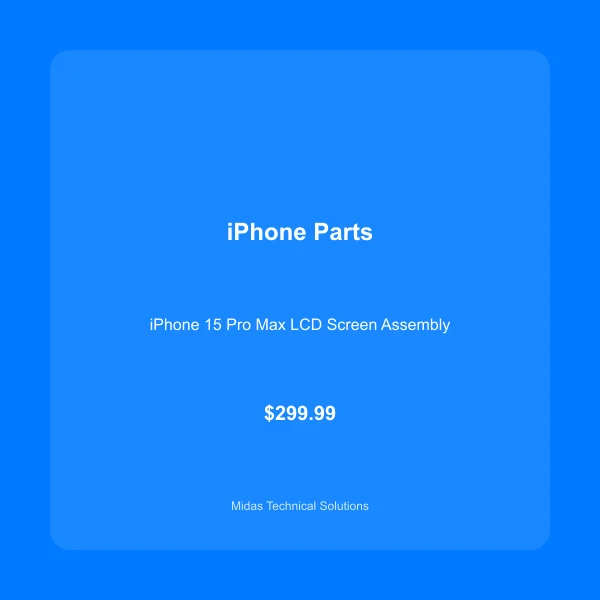 iPhone Parts
iPhone 15 Pro Max LCD Screen Assembly
$299.99
Midas Technical Solutions